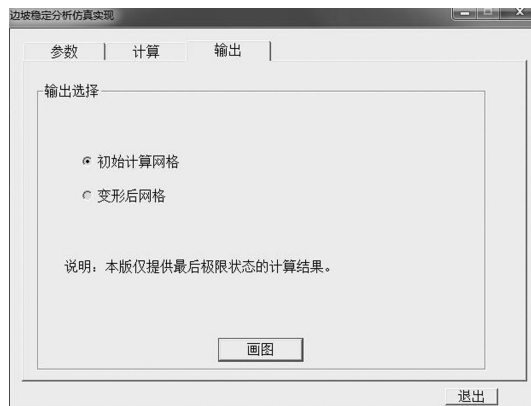 边坡稳定分析仿真实现
参数 计算 输出
输出选择
初始计算网格
变形后网格
说明：本版仅提供最后极限状态的计算结果。
画图
退出